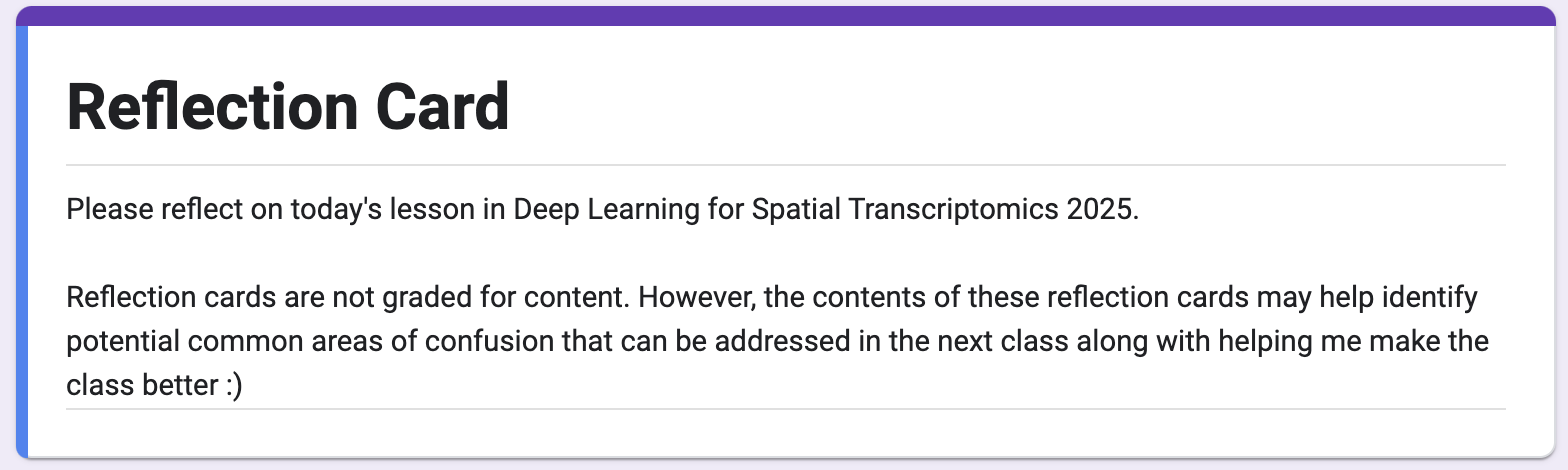 Reflection Card
Please reflect on today's lesson in Deep Learning for Spatial Transcriptomics 2025.
Reflection cards are not graded for content. However, the contents of these reflection cards may help identify
potential common areas of confusion that can be addressed in the next class along with helping me make the
class better :)